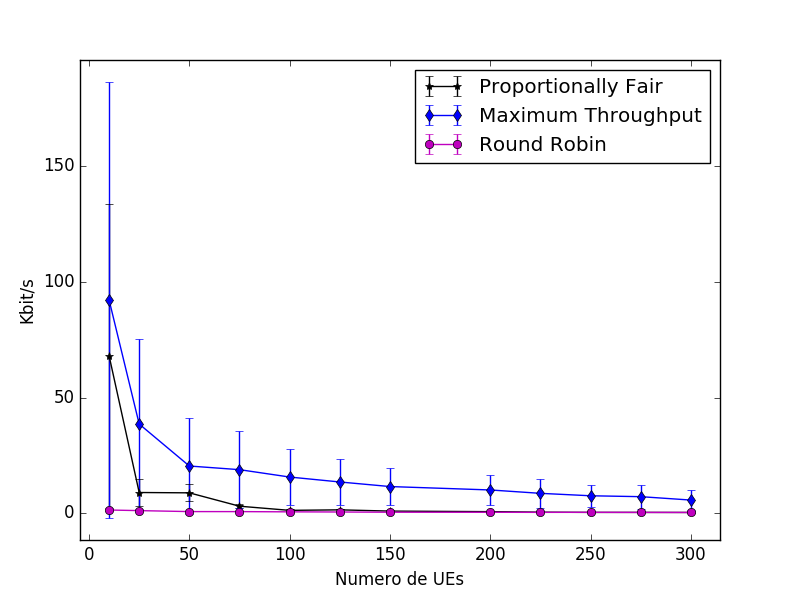 Proportionally Fair
Maximum Throughput
Round Robin
150
100
50
0
Kbit/s
0 50 100 150 200 250 300
Numero de UEs